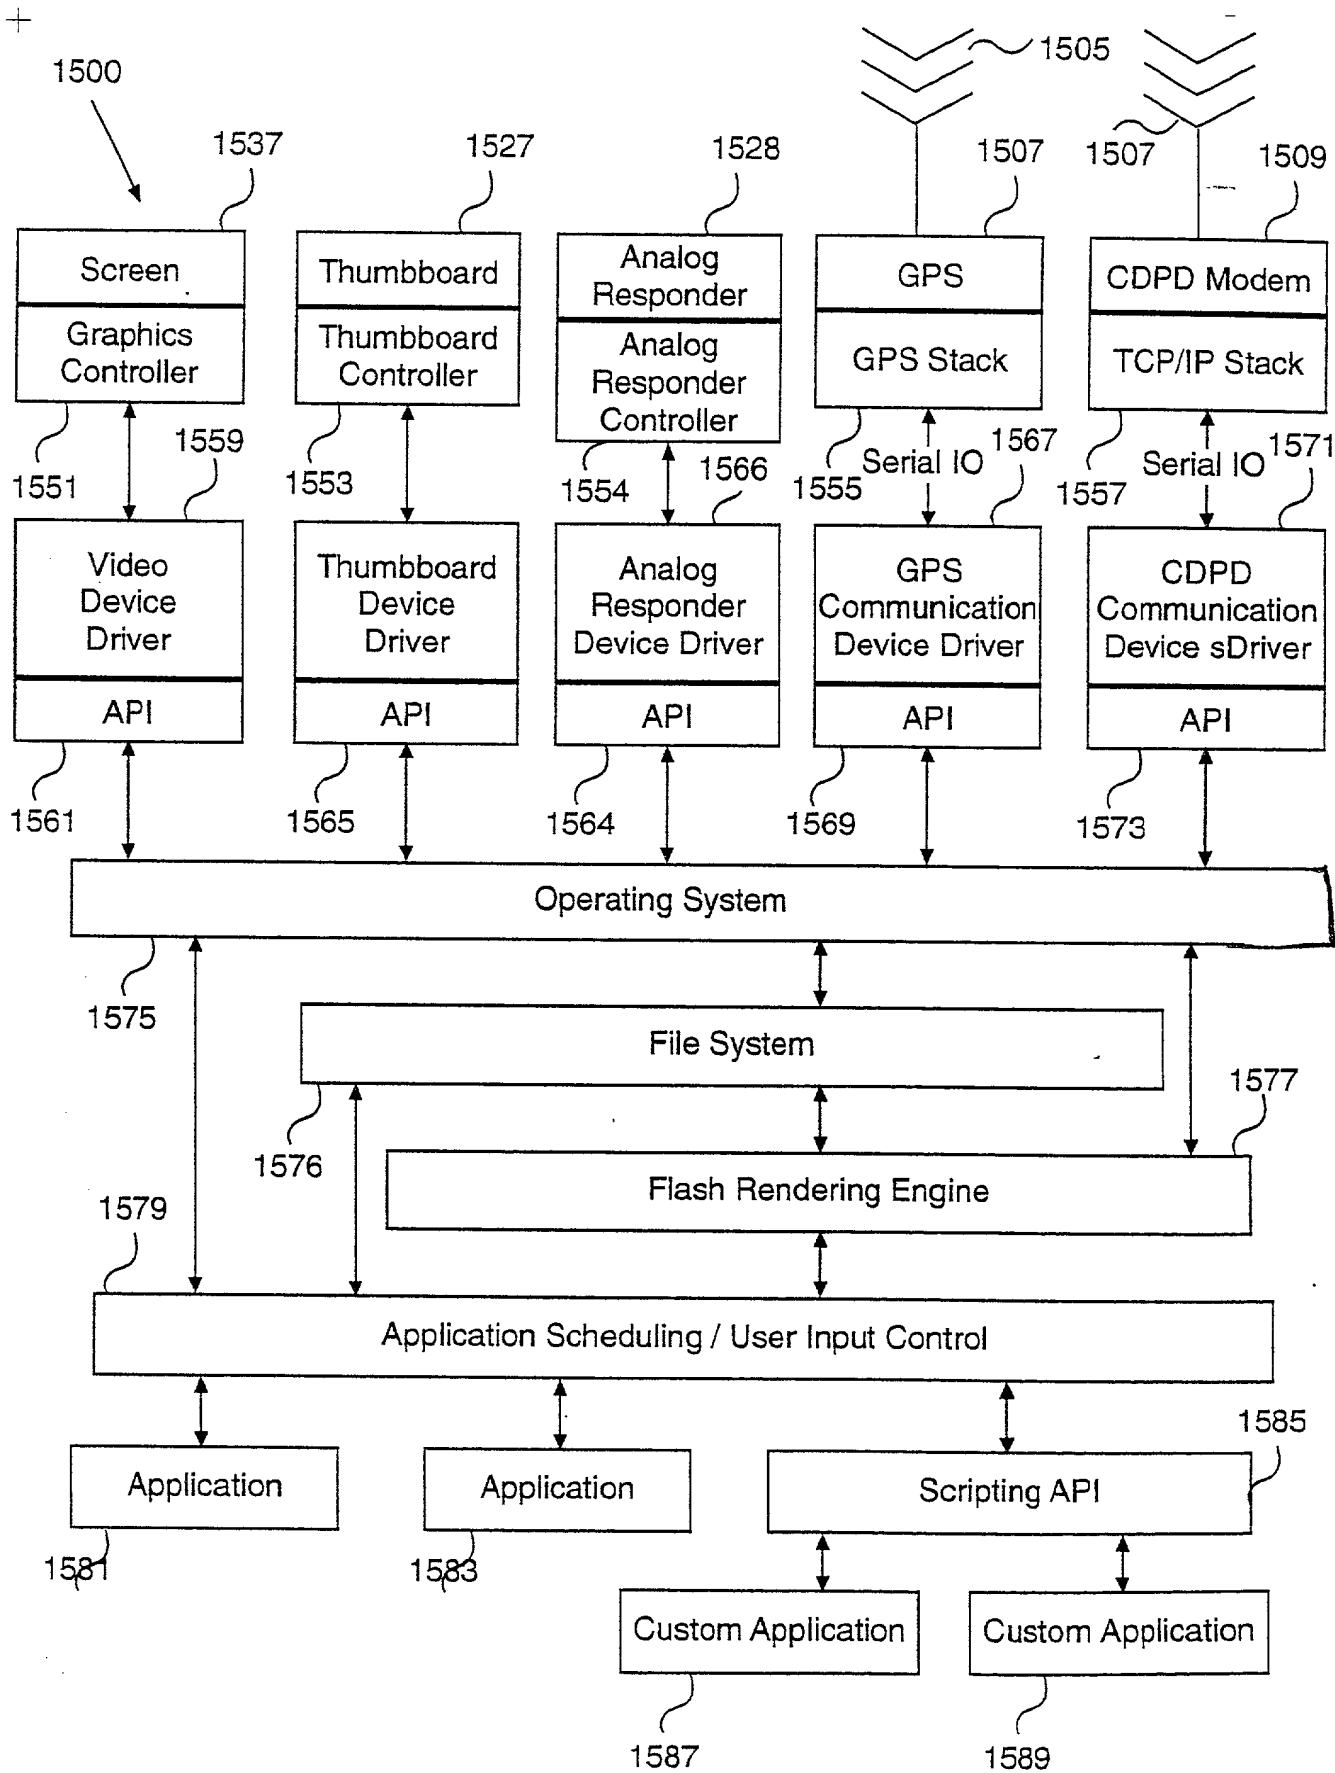 1500
1505
1507
1537
1527
1528
1507
1509
Screen
Graphics
Controller
Thumbboard
Thumbboard
Controller
Analog
Responder
Analog
Responder
Controller
GPS
GPS Stack
CDPD Modem
TCP/IP Stack
1551
1559
1553
1554
1566
1555
Serial IO
1567
1557
Serial IO
1571
Video
Device
Driver
API
Thumbboard
Device
Driver
API
Analog
Responder
Device Driver
API
GPS
Communication
Device Driver
API
CDPD
Communication
Device sDriver
API
1561
1565
1564
1569
1573
Operating System
1575
File System
1576
1577
Flash Rendering Engine
1579
Application Scheduling / User Input Control
1585
Application
Application
Scripting API
1581
1583
Custom Application
Custom Application
1587
1589